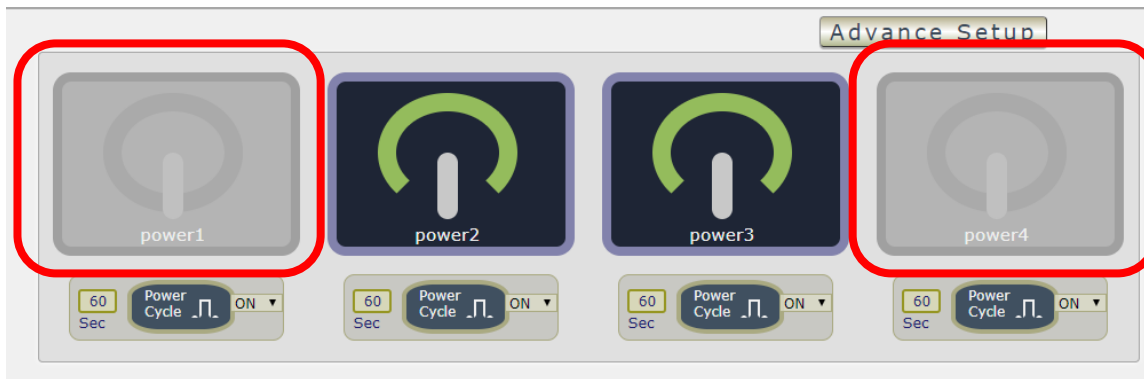 Advance Setup
power1
power2
power3
power4
60
Sec
Power
Cycle
ON
60
Sec
Power
Cycle
ON
60
Sec
Power
Cycle
ON
60
Sec
Power
Cycle
ON